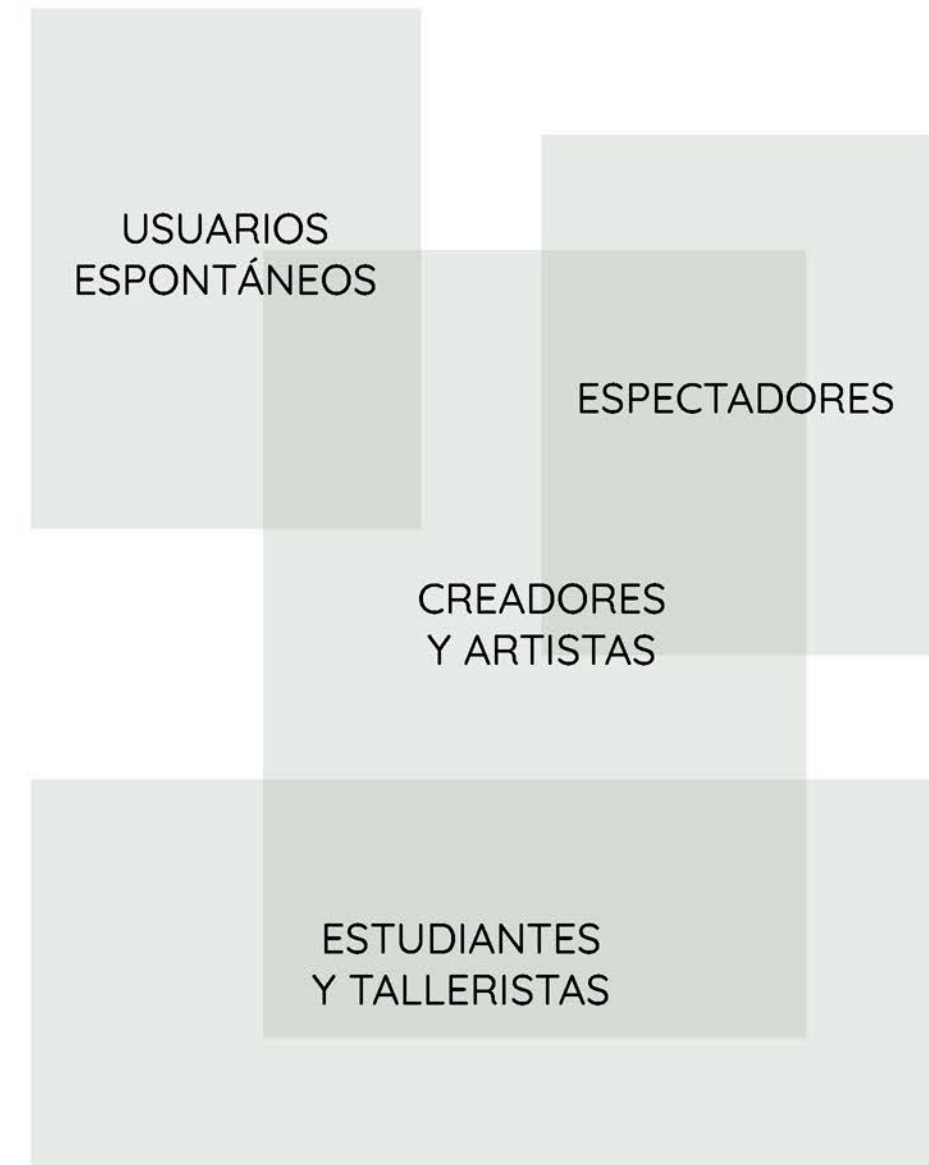 USUARIOS
ESPONTÁNEOS
ESPECTADORES
CREADORES
Y ARTISTAS
ESTUDIANTES
Y TALLERISTAS